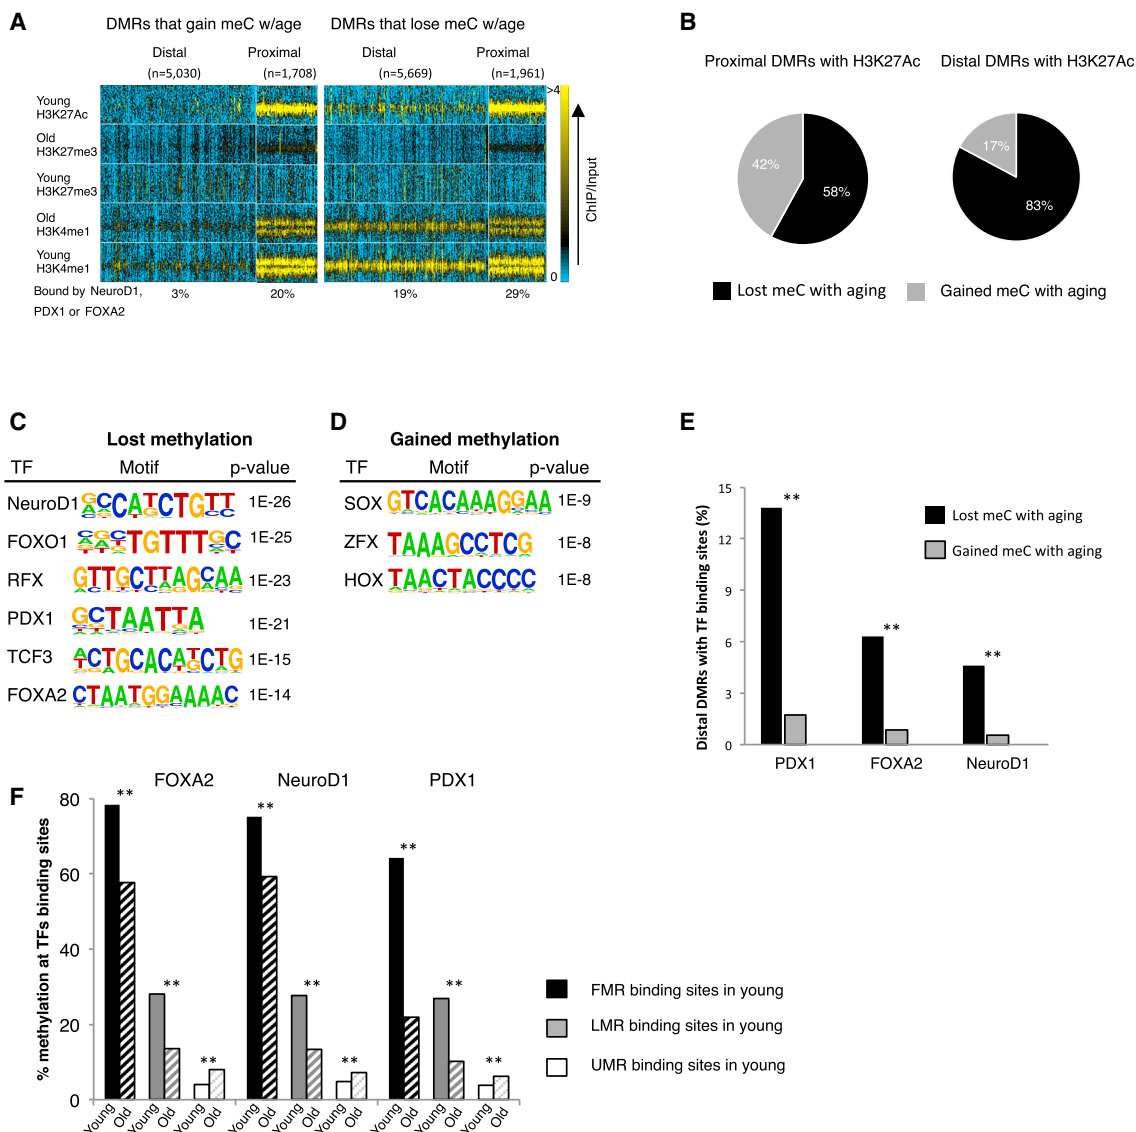 A
DMRs that gain meC w/age
DMRs that lose meC w/age
Distal
Proximal
Distal
Proximal
(n=5,030)
(n=1,708)
(n=5,669)
(n=1,961)
Young
H3K27Ac
Old
H3K27me3
Young
H3K27me3
Old
H3K4me1
Young
H3K4me1
>4
0
ChIP/Input
Bound by NeuroD1,
PDX1 or FOXA2
3%
20%
19%
29%
B
Proximal DMRs with H3K27Ac
Distal DMRs with H3K27Ac
42%
58%
17%
83%
Lost meC with aging
Gained meC with aging
C
Lost methylation
TF Motif p-value
NeuroD1 GCCATCTGTT 1E-26
FOXO1 CGCTGTTTGC 1E-25
RFX GTTGCTTAGCAA 1E-23
PDX1 GCTAATTA 1E-21
TCF3 ACTGCACATCTG 1E-15
FOXA2 CTAATGGAAAAC 1E-14
D
Gained methylation
TF Motif p-value
SOX GTCACAAAGGAA 1E-9
ZFX TAAAGCCTCG 1E-8
HOX TAACTACCCC 1E-8
E
Distal DMRs with TF binding sites (%)
15
12
9
6
3
0
**
**
**
Lost meC with aging
Gained meC with aging
PDX1
FOXA2
NeuroD1
F
FOXA2
NeuroD1
PDX1
% methylation at TFs binding sites
80
60
40
20
0
**
**
**
**
**
**
**
**
**
Young
Old
Young
Old
Young
Old
Young
Old
Young
Old
Young
Old
Young
Old
Young
Old
Young
Old
FMR binding sites in young
LMR binding sites in young
UMR binding sites in young